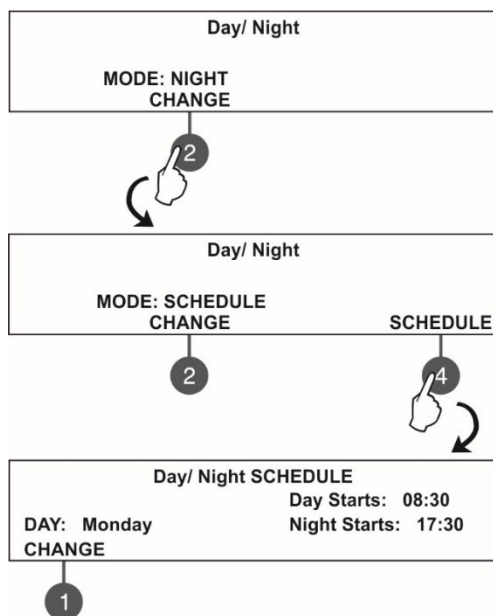 Day/ Night
MODE: NIGHT
CHANGE
2
Day/ Night
MODE: SCHEDULE
CHANGE SCHEDULE
2 4
Day/ Night SCHEDULE
Day Starts: 08:30
DAY: Monday Night Starts: 17:30
CHANGE
1